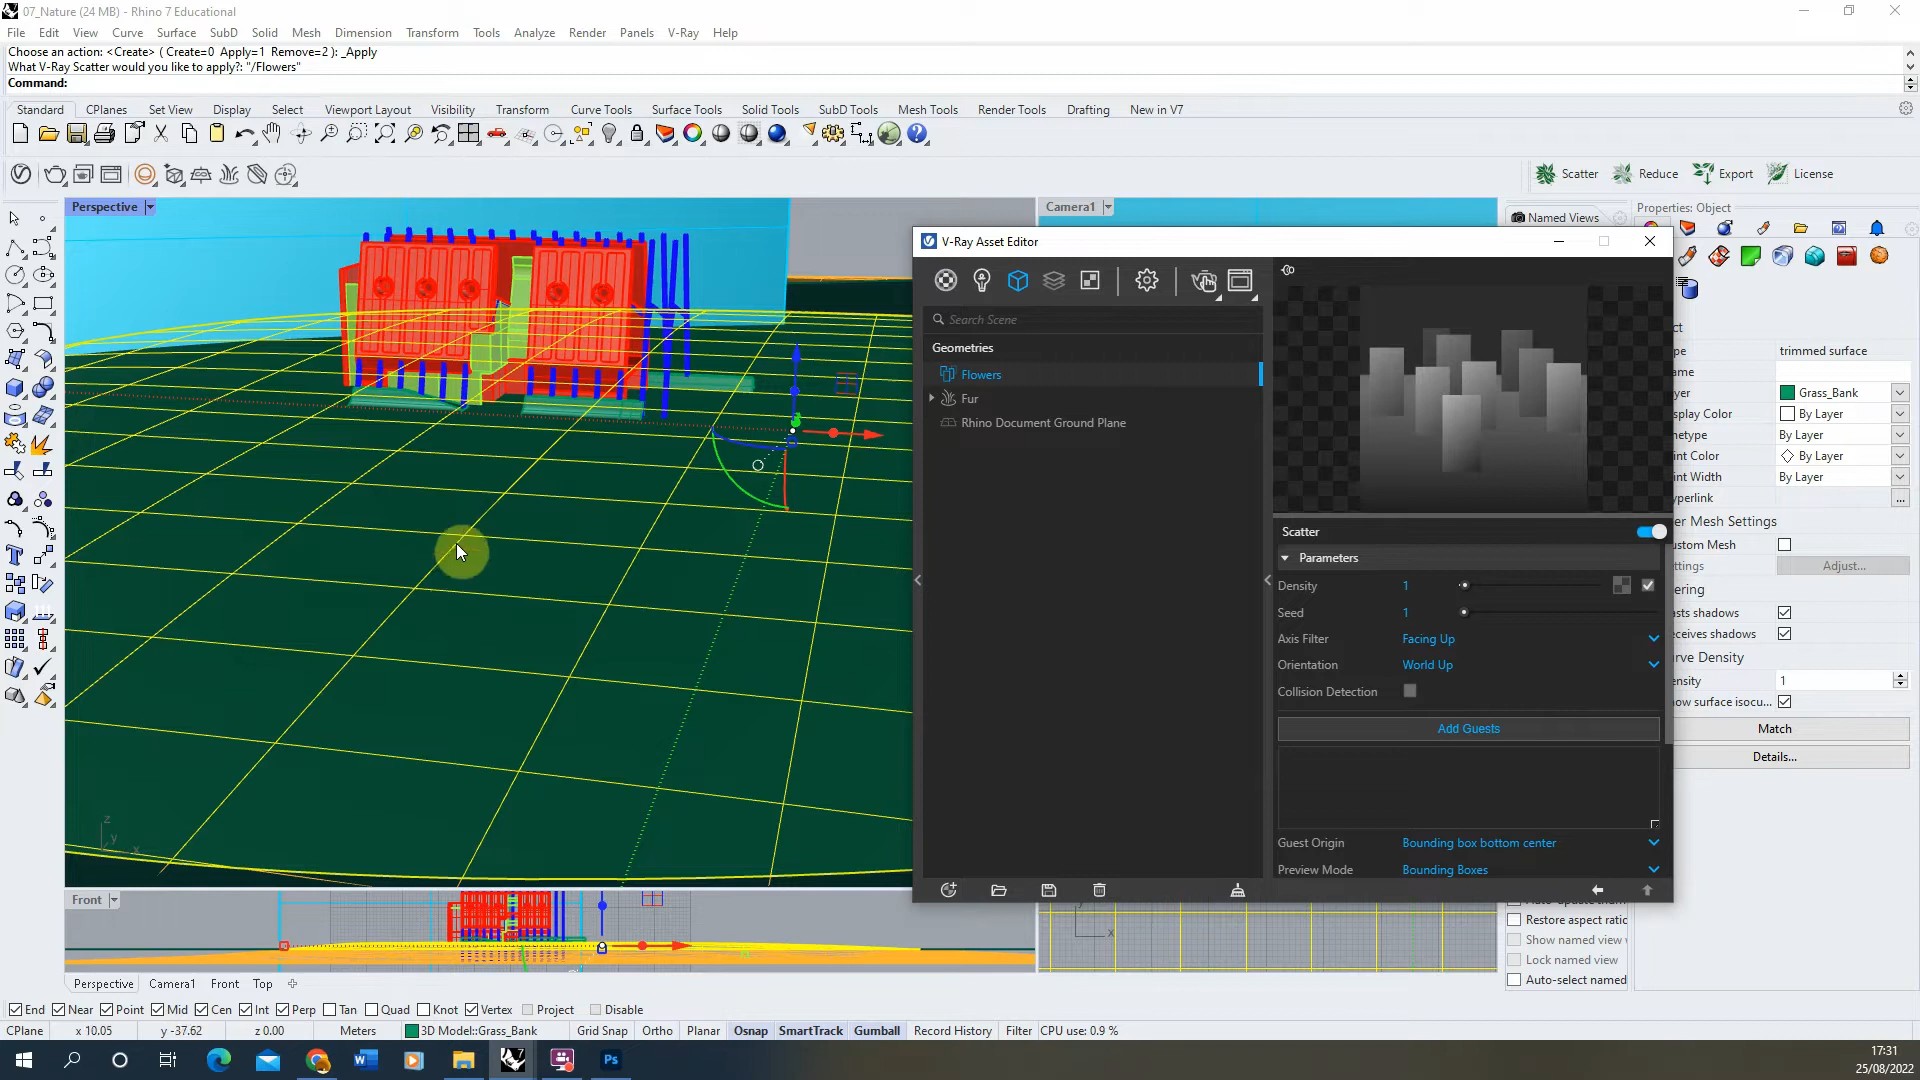 07_Nature (24 MB) - Rhino 7 Educational
File Edit View Curve Surface SubD Solid Mesh Dimension Transform Tools Analyze Render Panels V-Ray Help
Choose an action: <Create> ( Create=0 Apply=1 Remove=2 ): _Apply
What V-Ray Scatter would you like to apply?: "/Flowers"
Command:
Standard CPlanes Set View Display Select Viewport Layout Visibility Transform Curve Tools Surface Tools Solid Tools SubD Tools Mesh Tools Render Tools Drafting New in V7
Scatter Reduce Export License
Perspective
Camera1
Named Views
Properties: Object
V-Ray Asset Editor
Search Scene
Geometries
Flowers
Fur
Rhino Document Ground Plane
Scatter
Parameters
Density 1
Seed 1
Axis Filter Facing Up
Orientation World Up
Collision Detection
Add Guests
Guest Origin Bounding box bottom center
Preview Mode Bounding Boxes
trimmed surface
Grass_Bank
By Layer
By Layer
By Layer
By Layer
...
Adjust...
1
Match
Details...
Restore aspect ratio
Show named view
Lock named view
Auto-select named
z
y
x
Front
x
Perspective Camera1 Front Top
End Near Point Mid Cen Int Perp Tan Quad Knot Vertex Project Disable
CPlane x 10.05 y -37.62 z 0.00 Meters 3D Model::Grass_Bank Grid Snap Ortho Planar Osnap SmartTrack Gumball Record History Filter CPU use: 0.9 %
W Ps
17:31
25/08/2022